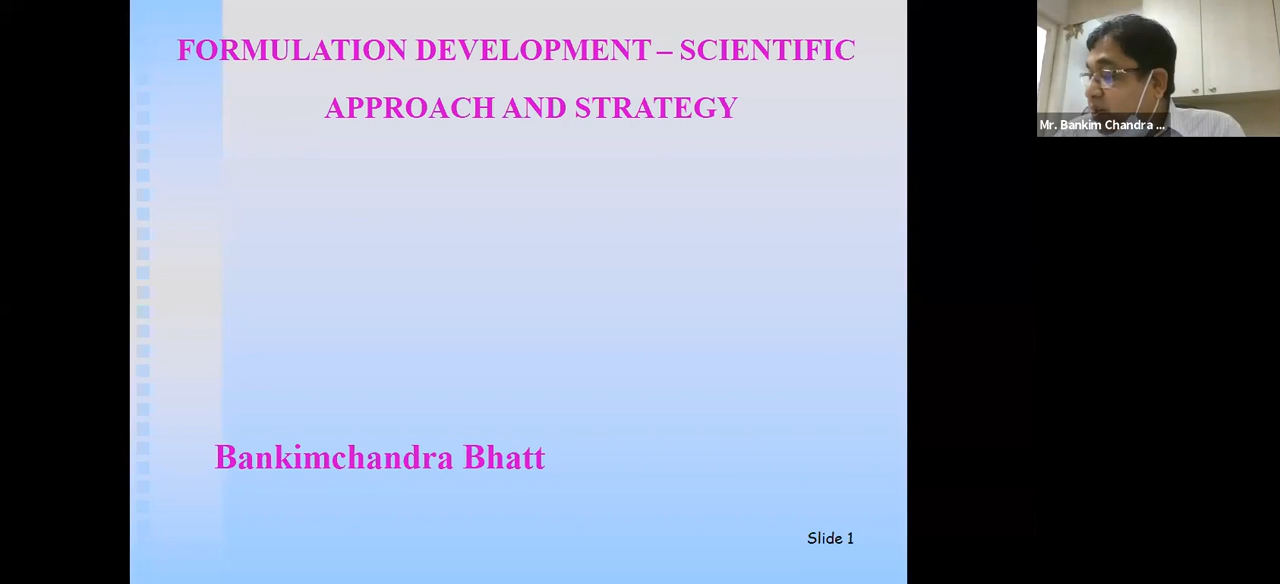 FORMULATION DEVELOPMENT – SCIENTIFIC
APPROACH AND STRATEGY
Mr. Bankim Chandra ...
Bankimchandra Bhatt
Slide 1